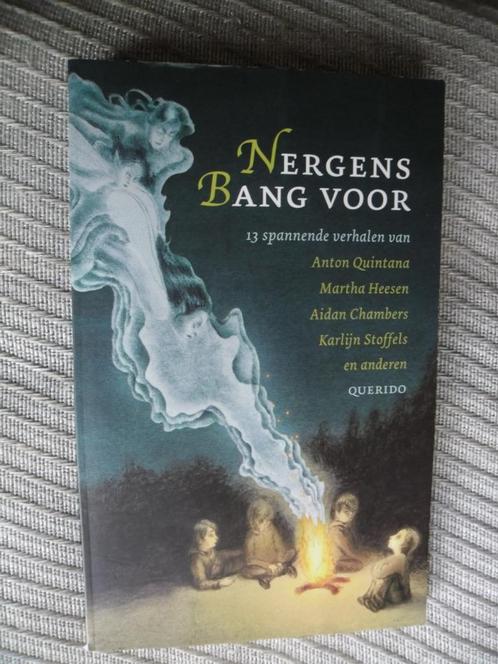 Nergens
Bang voor
13 spannende verhalen van
Anton Quintana
Martha Heesen
Aidan Chambers
Karlijn Stoffels
en anderen
QUERIDO